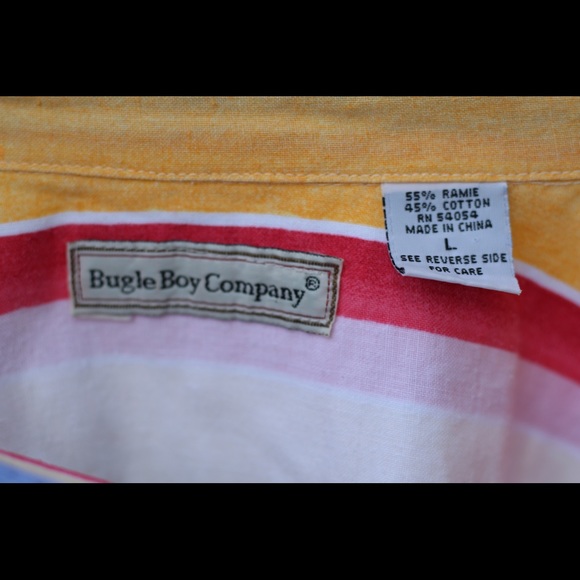 Bugle Boy Company®
55% RAMIE
45% COTTON
RN 54054
MADE IN CHINA
L
SEE REVERSE SIDE
FOR CARE